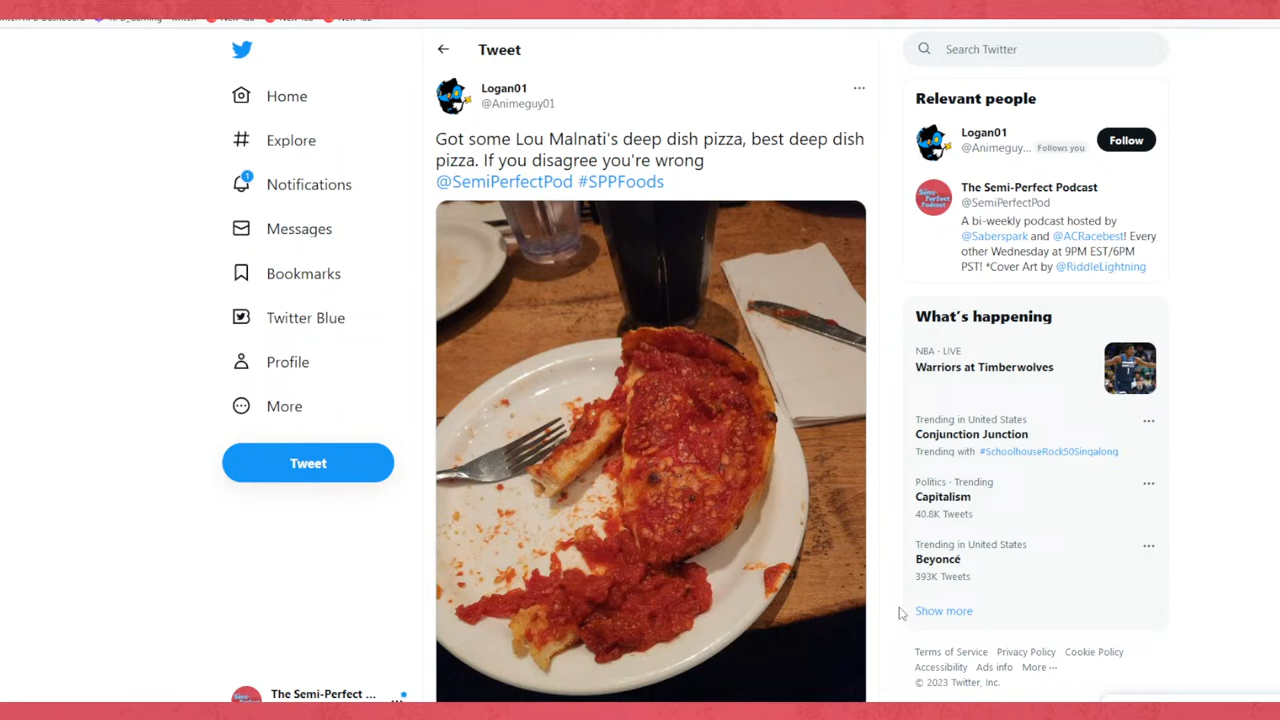 Tweet
Search Twitter
Home
Explore
1
Notifications
Messages
Bookmarks
Twitter Blue
Profile
More
Tweet
The Semi-Perfect ...
Logan01
@Animeguy01
Got some Lou Malnati's deep dish pizza, best deep dish
pizza. If you disagree you're wrong
@SemiPerfectPod #SPPFoods
Relevant people
Logan01
@Animeguy... Follows you
Follow
The Semi-Perfect Podcast
@SemiPerfectPod
A bi-weekly podcast hosted by
@Saberspark and @ACRacebest! Every
other Wednesday at 9PM EST/6PM
PST! *Cover Art by @RiddleLightning
What's happening
NBA · LIVE
Warriors at Timberwolves
Trending in United States
Conjunction Junction
Trending with #SchoolhouseRock50Singalong
Politics · Trending
Capitalism
40.8K Tweets
Trending in United States
Beyoncé
393K Tweets
Show more
Terms of Service Privacy Policy Cookie Policy
Accessibility Ads info More ···
© 2023 Twitter, Inc.